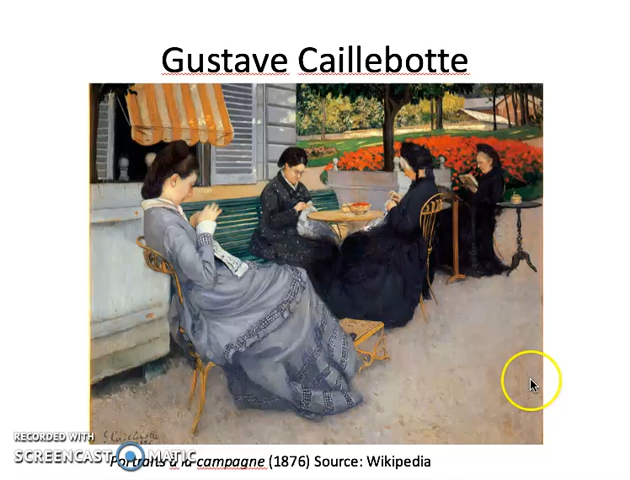 Gustave Caillebotte
RECORDED WITH
SCREENCAST MATIC
Portraits à la campagne (1876) Source: Wikipedia